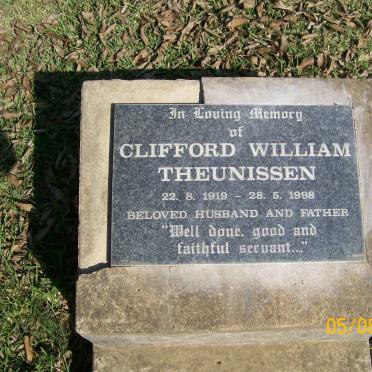 In Loving Memory
of
CLIFFORD WILLIAM
THEUNISSEN
22. 8. 1919 - 28. 5. 1998
BELOVED HUSBAND AND FATHER
"Well done, good and
faithful servant..."
05/08